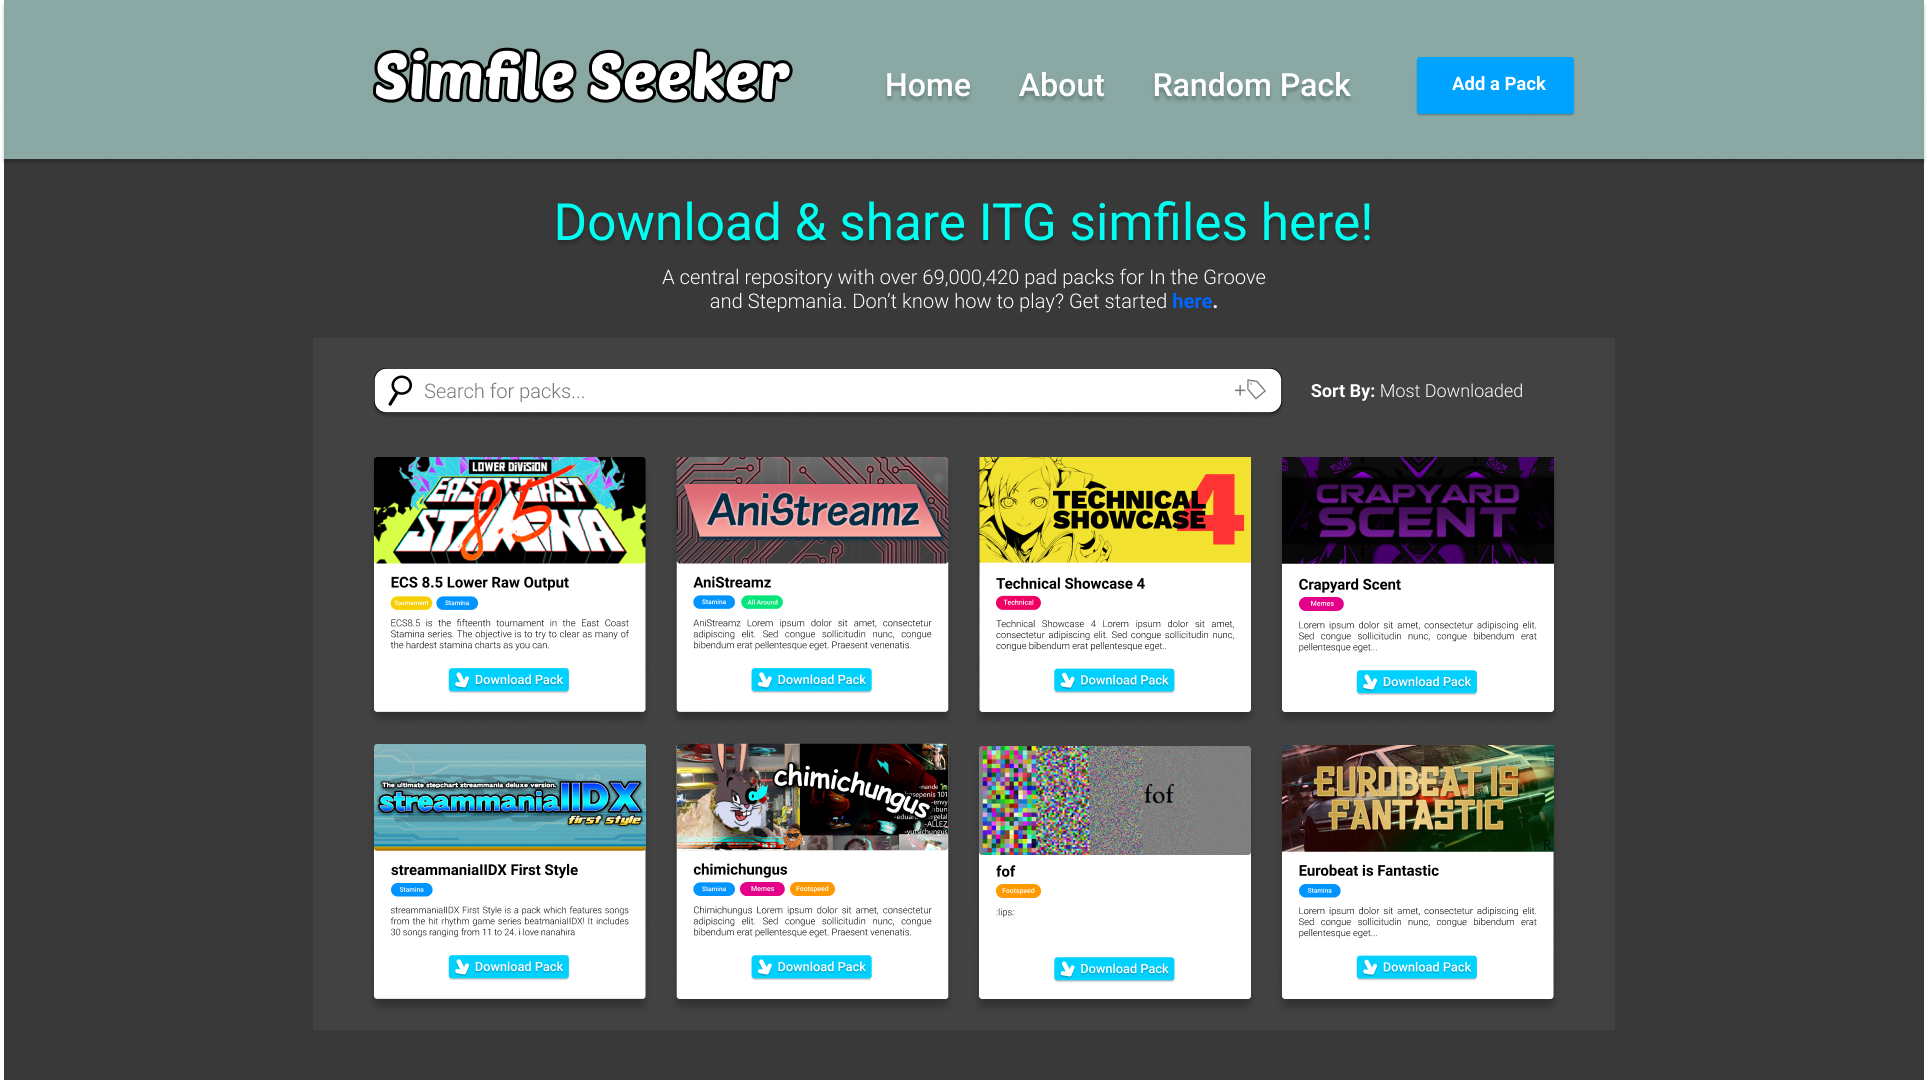 Simfile Seeker
Home
About
Random Pack
Add a Pack
Download & share ITG simfiles here!
A central repository with over 69,000,420 pad packs for In the Groove
and Stepmania. Don't know how to play? Get started here.
Search for packs...
+
Sort By: Most Downloaded
LOWER DIVISION
EAST COAST
STAMINA
8.5
ECS 8.5 Lower Raw Output
Tournament
Stamina
ECS8.5 is the fifteenth tournament in the East Coast
Stamina series. The objective is to try to clear as many of
the hardest stamina charts as you can.
Download Pack
AniStreamz
AniStreamz
Stamina
All Around
AniStreamz Lorem ipsum dolor sit amet, consectetur
adipiscing elit. Sed congue sollicitudin nunc, congue
bibendum erat pellentesque eget. Praesent venenatis.
Download Pack
TECHNICAL
SHOWCASE
4
Technical Showcase 4
Technical
Technical Showcase 4 Lorem ipsum dolor sit amet,
consectetur adipiscing elit. Sed congue sollicitudin nunc,
congue bibendum erat pellentesque eget..
Download Pack
CRAPYARD
SCENT
Crapyard Scent
Memes
Lorem ipsum dolor sit amet, consectetur adipiscing elit.
Sed congue sollicitudin nunc, congue bibendum erat
pellentesque eget...
Download Pack
The ultimate stepchart streammania deluxe version.
streammaniaIIDX
first style
streammaniaIIDX First Style
Stamina
streammaniaIIDX First Style is a pack which features songs
from the hit rhythm game series beatmaniaIIDX! It includes
30 songs ranging from 11 to 24. i love nanahira
Download Pack
chimichungus
-envy
-ALLEZ
chimichungus
Stamina
Memes
Footspeed
Chimichungus Lorem ipsum dolor sit amet, consectetur
adipiscing elit. Sed congue sollicitudin nunc, congue
bibendum erat pellentesque eget. Praesent venenatis.
Download Pack
fof
fof
Footspeed
:lips:
Download Pack
EUROBEAT IS
FANTASTIC
Eurobeat is Fantastic
Stamina
Lorem ipsum dolor sit amet, consectetur adipiscing elit.
Sed congue sollicitudin nunc, congue bibendum erat
pellentesque eget...
Download Pack